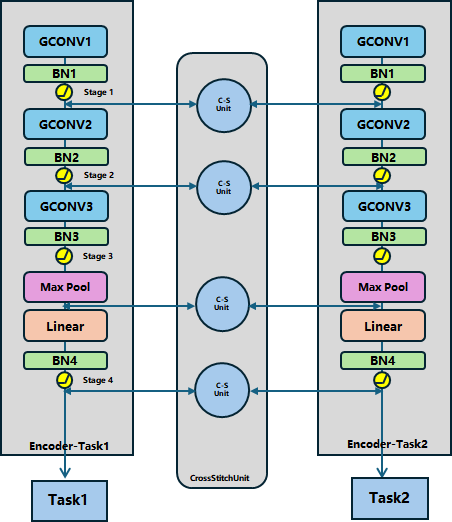 GCONV1
BN1
Stage 1
GCONV2
BN2
Stage 2
GCONV3
BN3
Stage 3
Max Pool
Linear
BN4
Stage 4
Encoder-Task1
Task1
C-S
Unit
C-S
Unit
C-S
Unit
C-S
Unit
CrossStitchUnit
GCONV1
BN1
GCONV2
BN2
GCONV3
BN3
Max Pool
Linear
BN4
Encoder-Task2
Task2